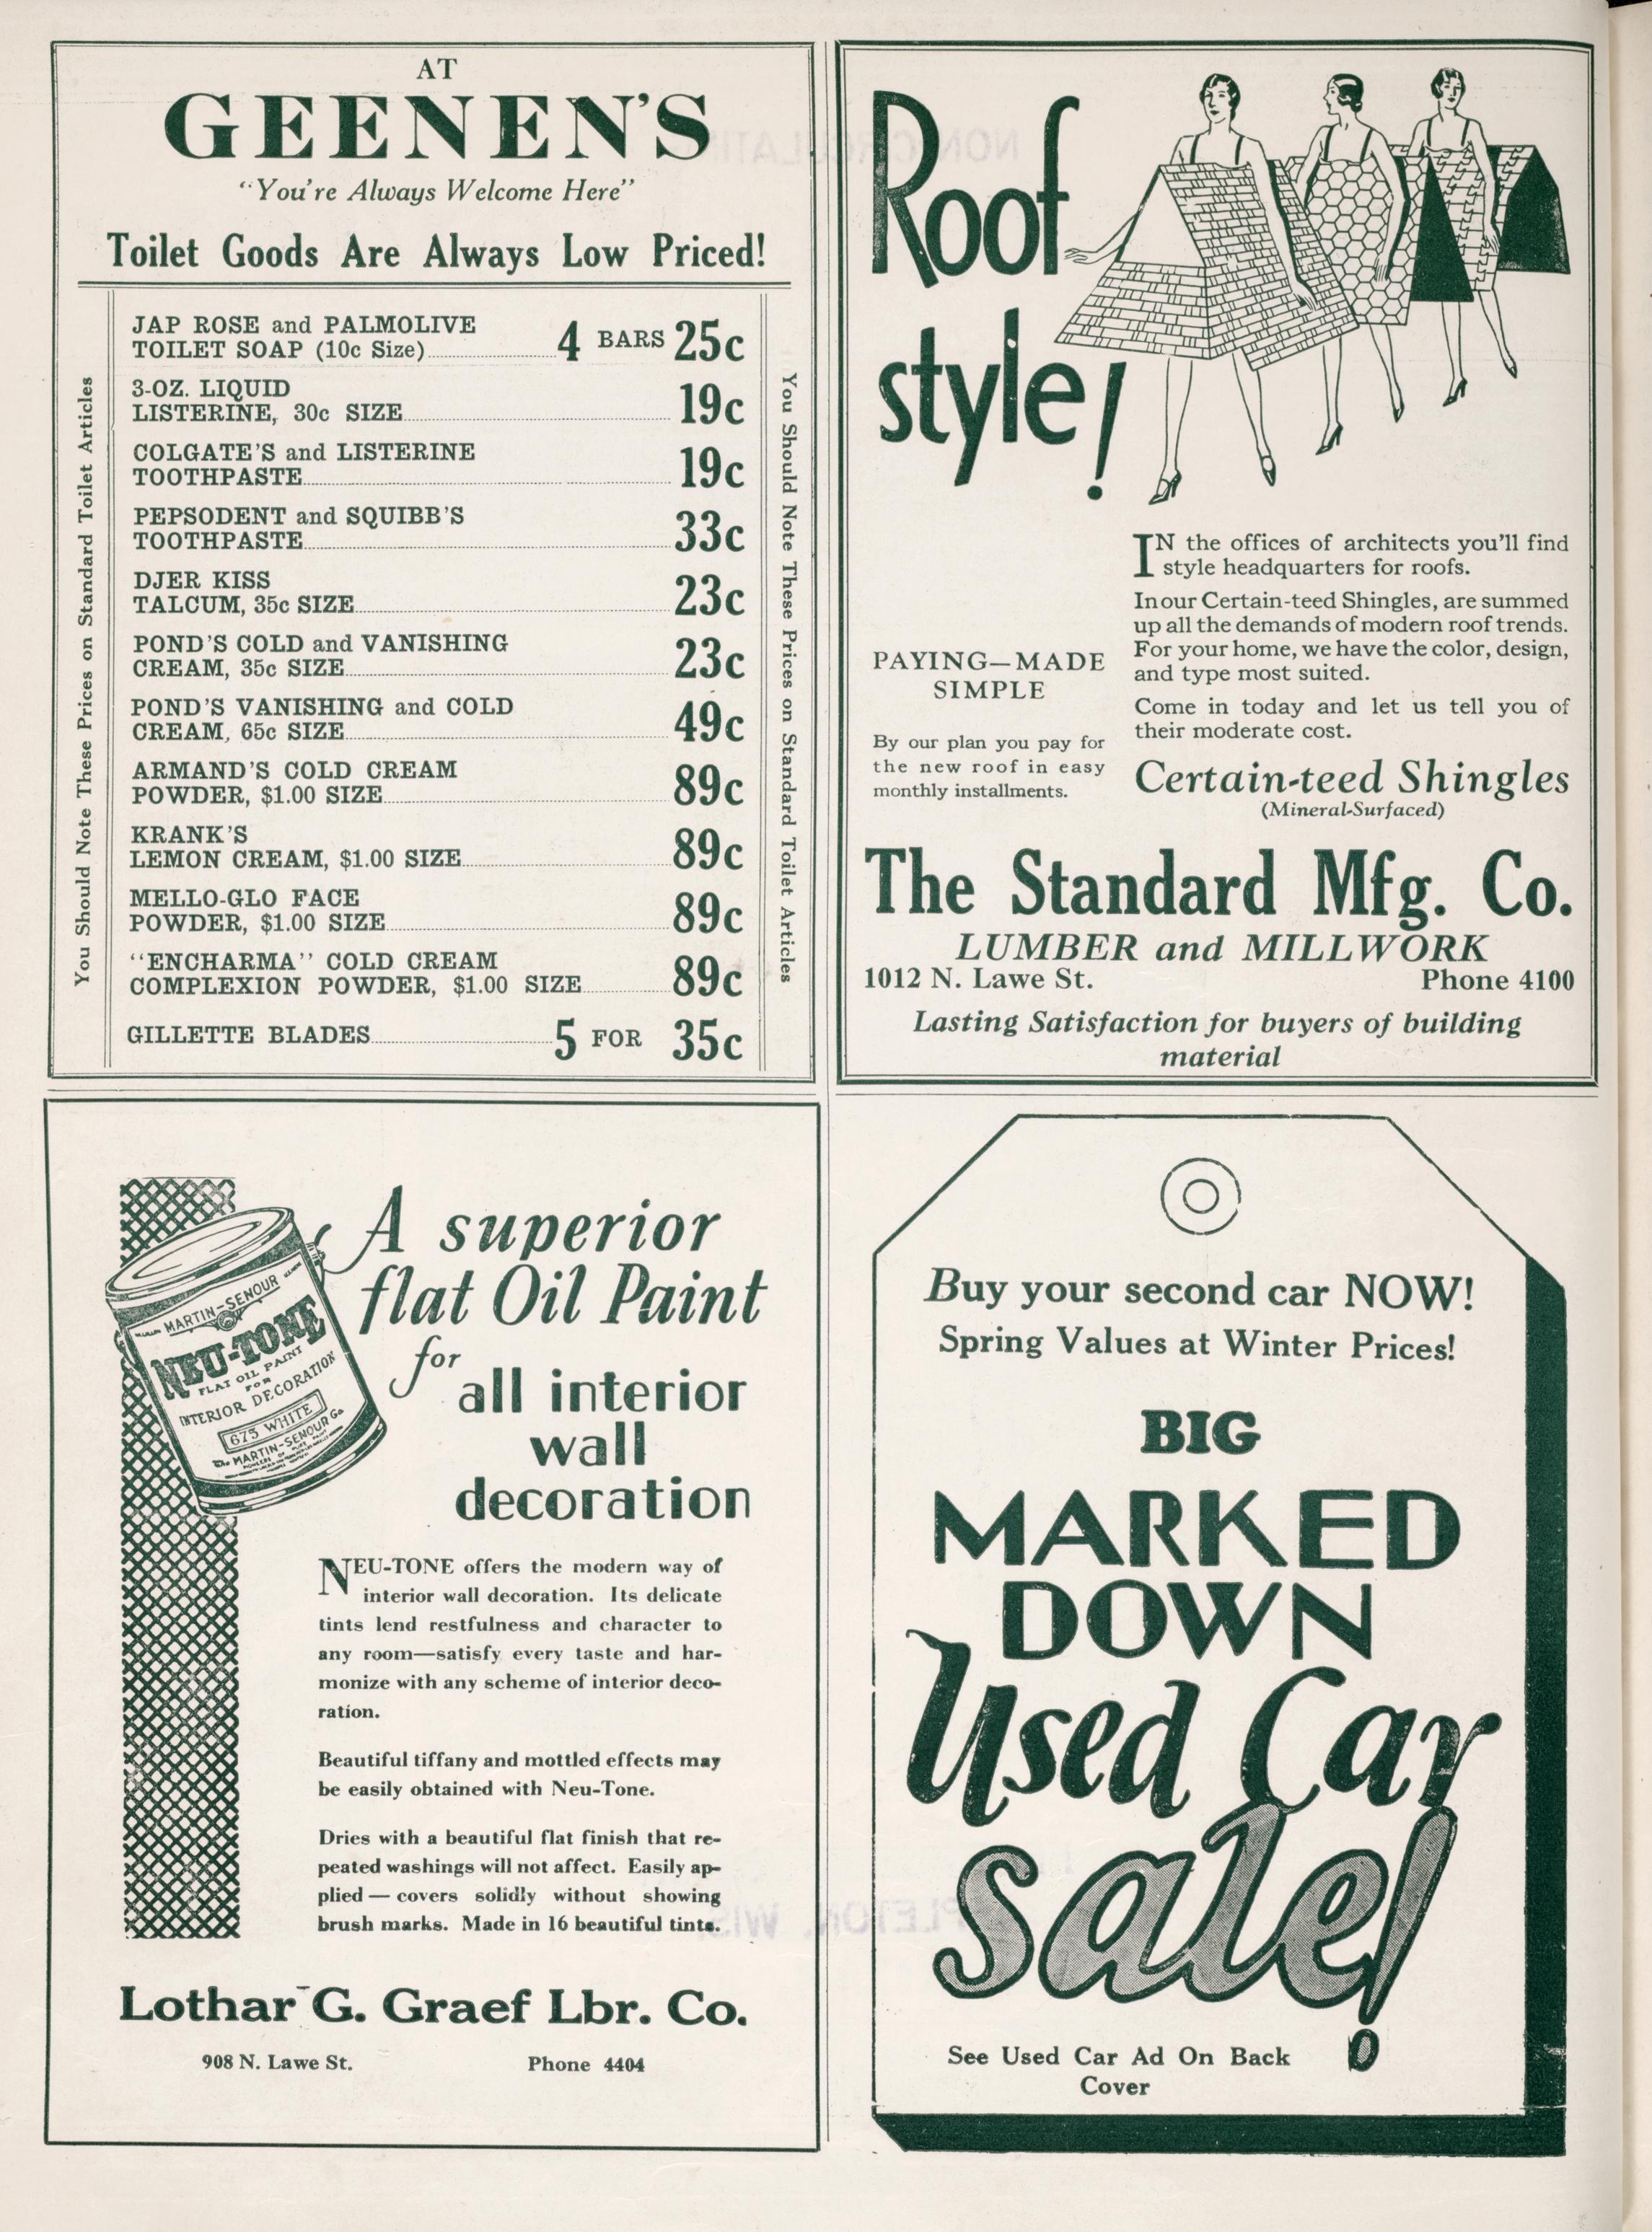 AT
GEENEN'S
"You're Always Welcome Here"
Toilet Goods Are Always Low Priced!
You Should Note These Prices on Standard Toilet Articles
JAP ROSE and PALMOLIVE
TOILET SOAP (10c Size) 4 BARS 25c
3-OZ. LIQUID
LISTERINE, 30c SIZE 19c
COLGATE'S and LISTERINE
TOOTHPASTE 19c
PEPSODENT and SQUIBB'S
TOOTHPASTE 33c
DJER KISS
TALCUM, 35c SIZE 23c
POND'S COLD and VANISHING
CREAM, 35c SIZE 23c
POND'S VANISHING and COLD
CREAM, 65c SIZE 49c
ARMAND'S COLD CREAM
POWDER, $1.00 SIZE 89c
KRANK'S
LEMON CREAM, $1.00 SIZE 89c
MELLO-GLO FACE
POWDER, $1.00 SIZE 89c
"ENCHARMA" COLD CREAM
COMPLEXION POWDER, $1.00 SIZE 89c
GILLETTE BLADES 5 FOR 35c
You Should Note These Prices on Standard Toilet Articles
Roof
style!
IN the offices of architects you'll find
style headquarters for roofs.
In our Certain-teed Shingles, are summed
up all the demands of modern roof trends.
For your home, we have the color, design,
and type most suited.
Come in today and let us tell you of
their moderate cost.
PAYING—MADE
SIMPLE
By our plan you pay for
the new roof in easy
monthly installments.
Certain-teed Shingles
(Mineral-Surfaced)
The Standard Mfg. Co.
LUMBER and MILLWORK
1012 N. Lawe St. Phone 4100
Lasting Satisfaction for buyers of building
material
MARTIN-SENOUR
NEU-TONE
FLAT OIL PAINT
FOR
INTERIOR DECORATION
675 WHITE
The MARTIN-SENOUR Co.
A superior
flat Oil Paint
for
all interior
wall
decoration
NEU-TONE offers the modern way of
interior wall decoration. Its delicate
tints lend restfulness and character to
any room—satisfy every taste and har-
monize with any scheme of interior deco-
ration.
Beautiful tiffany and mottled effects may
be easily obtained with Neu-Tone.
Dries with a beautiful flat finish that re-
peated washings will not affect. Easily ap-
plied — covers solidly without showing
brush marks. Made in 16 beautiful tints.
Lothar G. Graef Lbr. Co.
908 N. Lawe St. Phone 4404
Buy your second car NOW!
Spring Values at Winter Prices!
BIG
MARKED
DOWN
Used Car
sale!
See Used Car Ad On Back
Cover